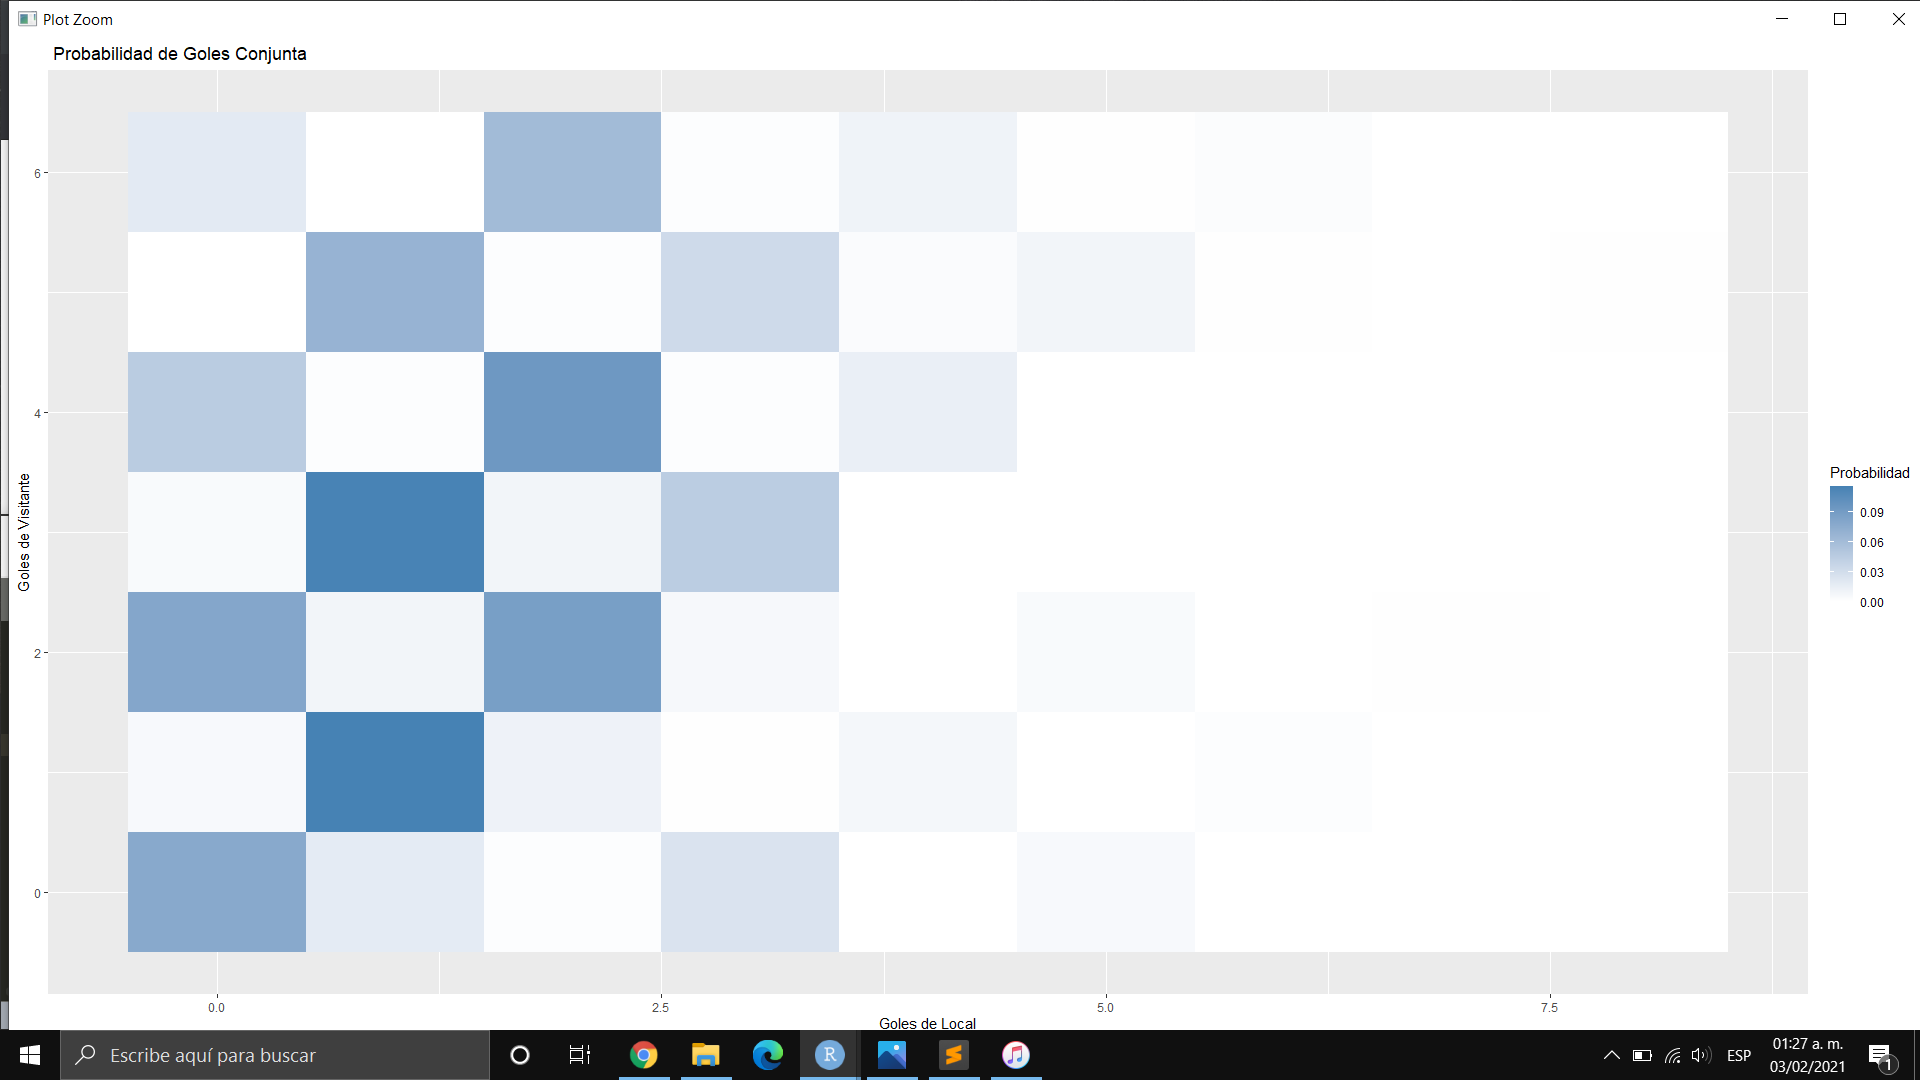 Plot Zoom
Probabilidad de Goles Conjunta
6
4
2
0
Goles de Visitante
0.0
2.5
5.0
7.5
Goles de Local
Probabilidad
0.09
0.06
0.03
0.00
Escribe aquí para buscar
R
ESP
01:27 a. m.
03/02/2021
1